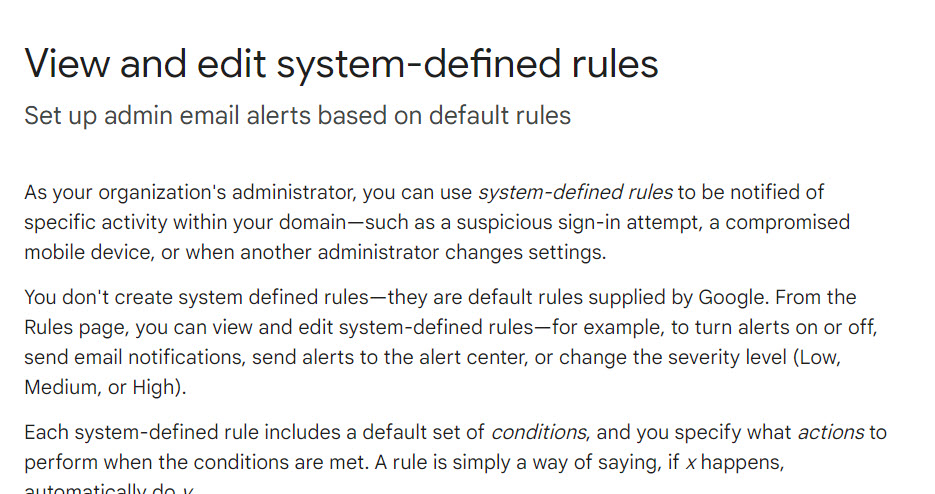 View and edit system-defined rules
Set up admin email alerts based on default rules
As your organization's administrator, you can use system-defined rules to be notified of
specific activity within your domain—such as a suspicious sign-in attempt, a compromised
mobile device, or when another administrator changes settings.
You don't create system defined rules—they are default rules supplied by Google. From the
Rules page, you can view and edit system-defined rules—for example, to turn alerts on or off,
send email notifications, send alerts to the alert center, or change the severity level (Low,
Medium, or High).
Each system-defined rule includes a default set of conditions, and you specify what actions to
perform when the conditions are met. A rule is simply a way of saying, if x happens,
automatically do y.